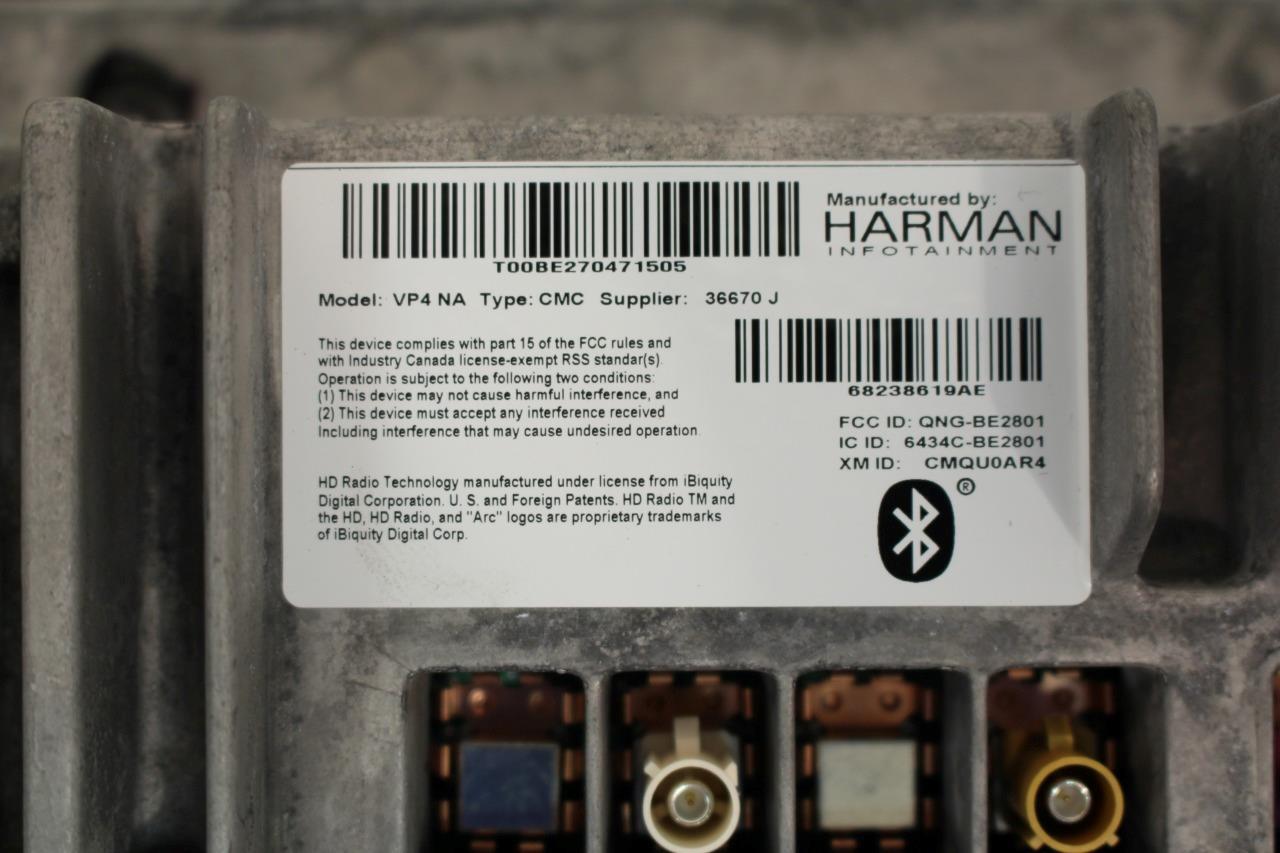 Manufactured by:
HARMAN
INFOTAINMENT
T00BE270471505
Model: VP4 NA Type: CMC Supplier: 36670 J
This device complies with part 15 of the FCC rules and
with Industry Canada license-exempt RSS standar(s).
Operation is subject to the following two conditions:
(1) This device may not cause harmful interference, and
(2) This device must accept any interference received
Including interference that may cause undesired operation.
68238619AE
FCC ID: QNG-BE2801
IC ID: 6434C-BE2801
XM ID: CMQU0AR4
HD Radio Technology manufactured under license from iBiquity
Digital Corporation. U. S. and Foreign Patents. HD Radio TM and
the HD, HD Radio, and "Arc" logos are proprietary trademarks
of iBiquity Digital Corp.
®